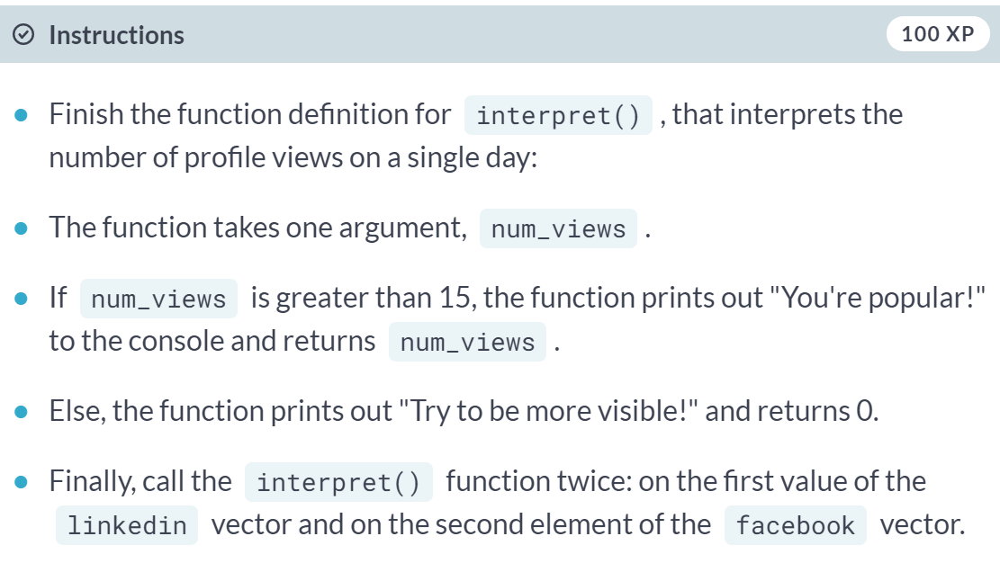 Instructions 100 XP
Finish the function definition for interpret() , that interprets the
number of profile views on a single day:
The function takes one argument, num_views .
If num_views is greater than 15, the function prints out "You're popular!"
to the console and returns num_views .
Else, the function prints out "Try to be more visible!" and returns 0.
Finally, call the interpret() function twice: on the first value of the
linkedin vector and on the second element of the facebook vector.